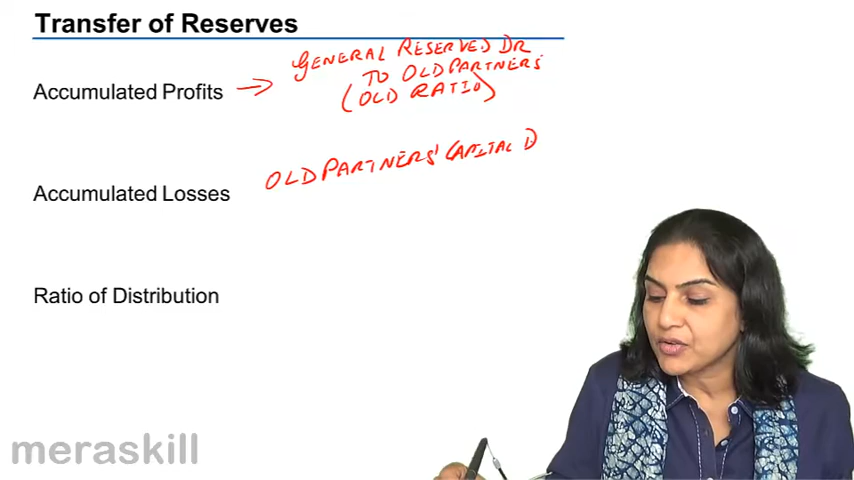 Transfer of Reserves
Accumulated Profits
GENERAL RESERVED DR
TO OLD PARTNERS'
(OLD RATIO)
Accumulated Losses
OLD PARTNERS' CAPITAL D
Ratio of Distribution
meraskill